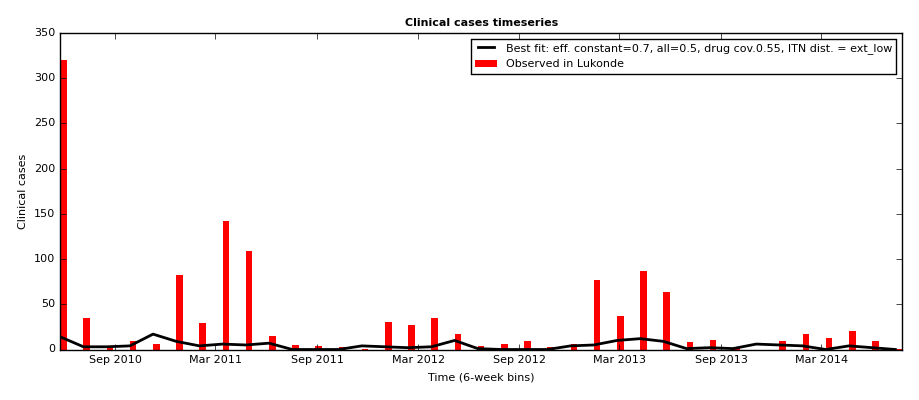 Clinical cases timeseries
Best fit: eff. constant=0.7, all=0.5, drug cov.0.55, ITN dist. = ext_low
Observed in Lukonde
Clinical cases
350
300
250
200
150
100
50
0
Sep 2010
Mar 2011
Sep 2011
Mar 2012
Sep 2012
Mar 2013
Sep 2013
Mar 2014
Time (6-week bins)